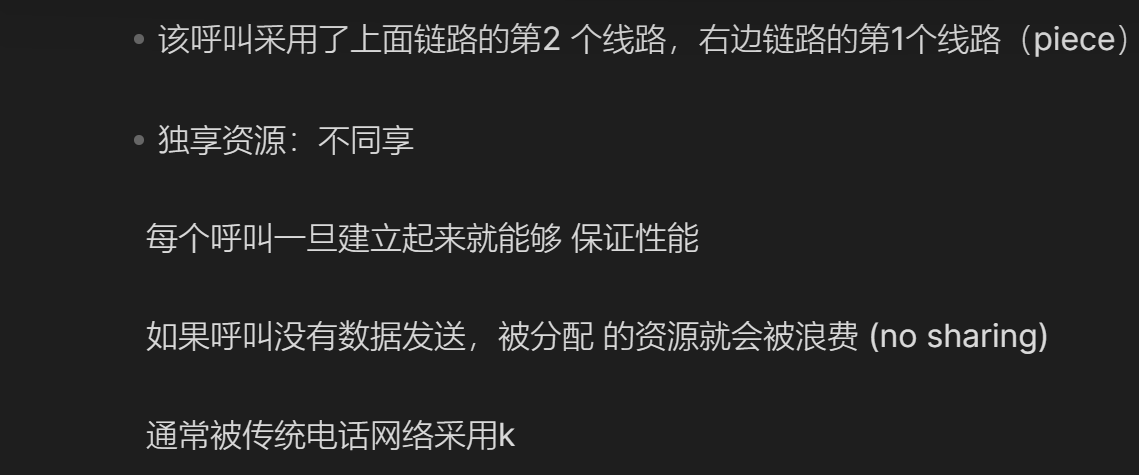 该呼叫采用了上面链路的第2 个线路，右边链路的第1个线路（piece）
独享资源：不同享
每个呼叫一旦建立起来就能够 保证性能
如果呼叫没有数据发送，被分配 的资源就会被浪费 (no sharing)
通常被传统电话网络采用k